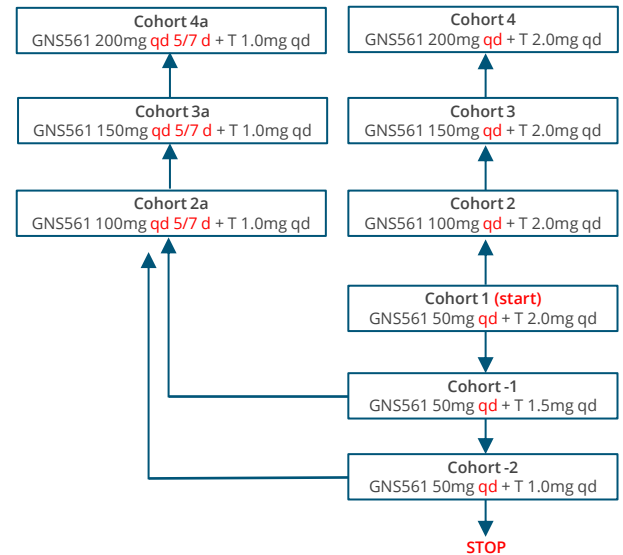 Cohort 4a
GNS561 200mg qd 5/7 d + T 1.0mg qd
Cohort 4
GNS561 200mg qd + T 2.0mg qd
Cohort 3a
GNS561 150mg qd 5/7 d + T 1.0mg qd
Cohort 3
GNS561 150mg qd + T 2.0mg qd
Cohort 2a
GNS561 100mg qd 5/7 d + T 1.0mg qd
Cohort 2
GNS561 100mg qd + T 2.0mg qd
Cohort 1 (start)
GNS561 50mg qd + T 2.0mg qd
Cohort -1
GNS561 50mg qd + T 1.5mg qd
Cohort -2
GNS561 50mg qd + T 1.0mg qd
STOP